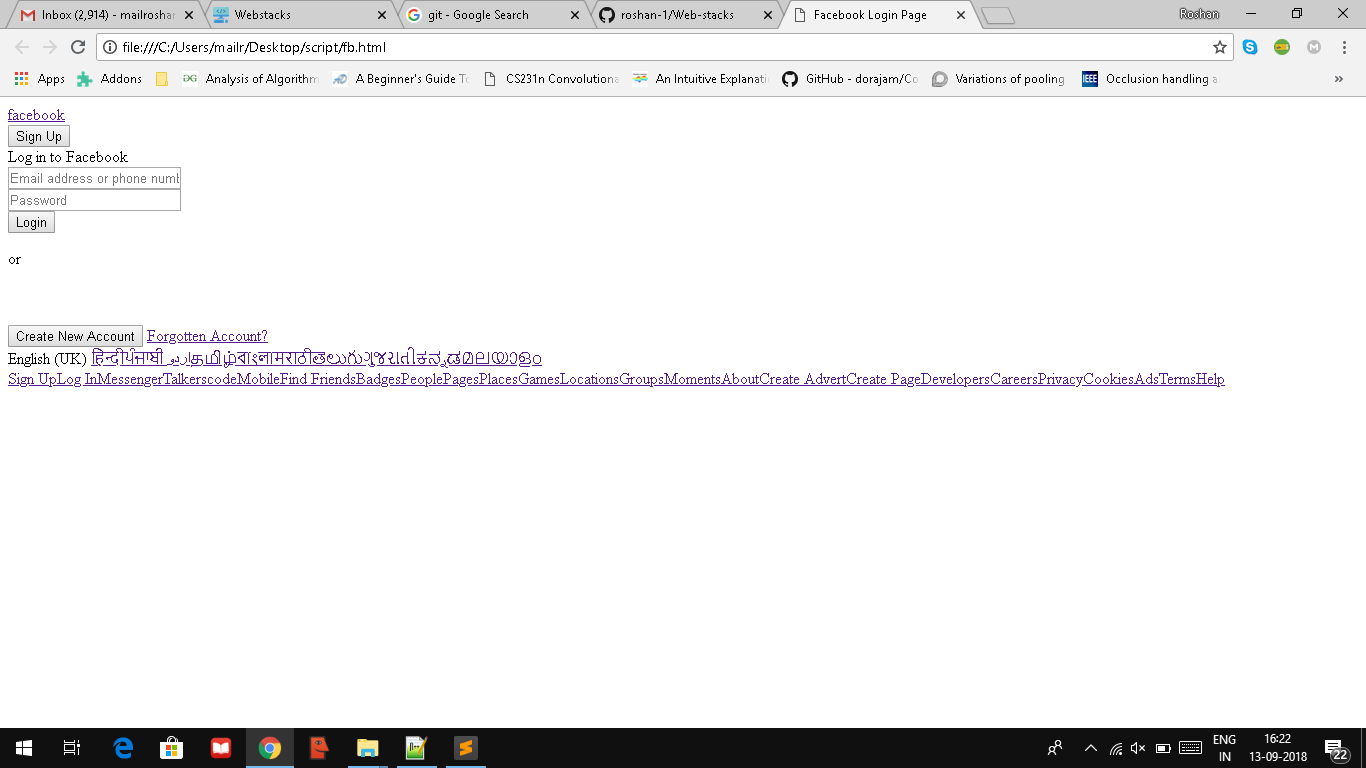 Inbox (2,914) - mailroshan
Webstacks
git - Google Search
roshan-1/Web-stacks
Facebook Login Page
Roshan
file:///C:/Users/mailr/Desktop/script/fb.html
Apps
Addons
Analysis of Algorithm
A Beginner's Guide To
CS231n Convolutional
An Intuitive Explanati
GitHub - dorajam/Co
Variations of pooling
Occlusion handling a
facebook
Sign Up
Log in to Facebook
Email address or phone numb
Password
Login
or
Create New Account Forgotten Account?
English (UK) हिन्दीਪੰਜਾਬੀ اردوதமிழ்বাংলাमराठीతెలుగుગુજરાતીಕನ್ನಡമലയാളം
Sign UpLog InMessengerTalkerscodeMobileFind FriendsBadgesPeoplePagesPlacesGamesLocationsGroupsMomentsAboutCreate AdvertCreate PageDevelopersCareersPrivacyCookiesAdsTermsHelp
ENG
IN
16:22
13-09-2018
22